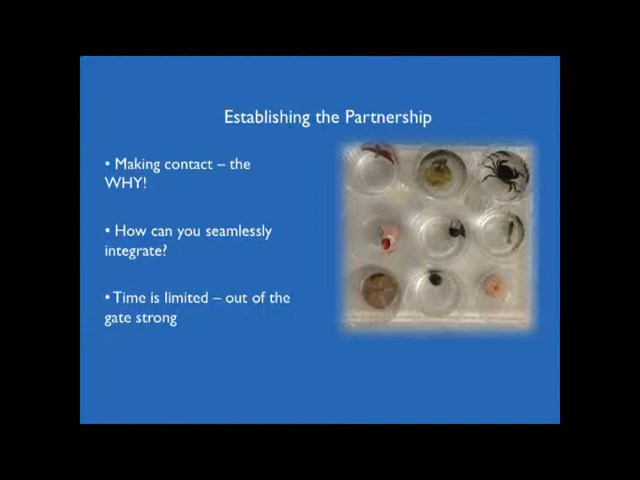 Establishing the Partnership
• Making contact – the
WHY!
• How can you seamlessly
integrate?
• Time is limited – out of the
gate strong